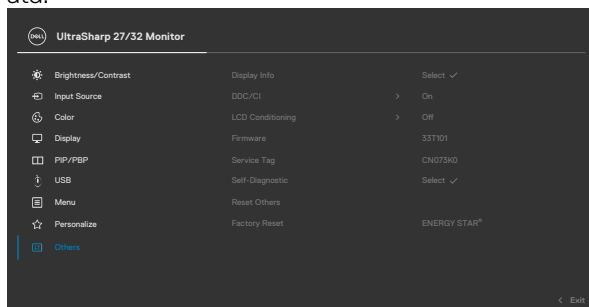 atd.
DELL UltraSharp 27/32 Monitor
Brightness/Contrast Display Info Select ✓
Input Source DDC/CI > On
Color LCD Conditioning > Off
Display Firmware 33T101
PIP/PBP Service Tag CN073K0
USB Self-Diagnostic Select ✓
Menu Reset Others
Personalize Factory Reset ENERGY STAR®
Others
< Exit